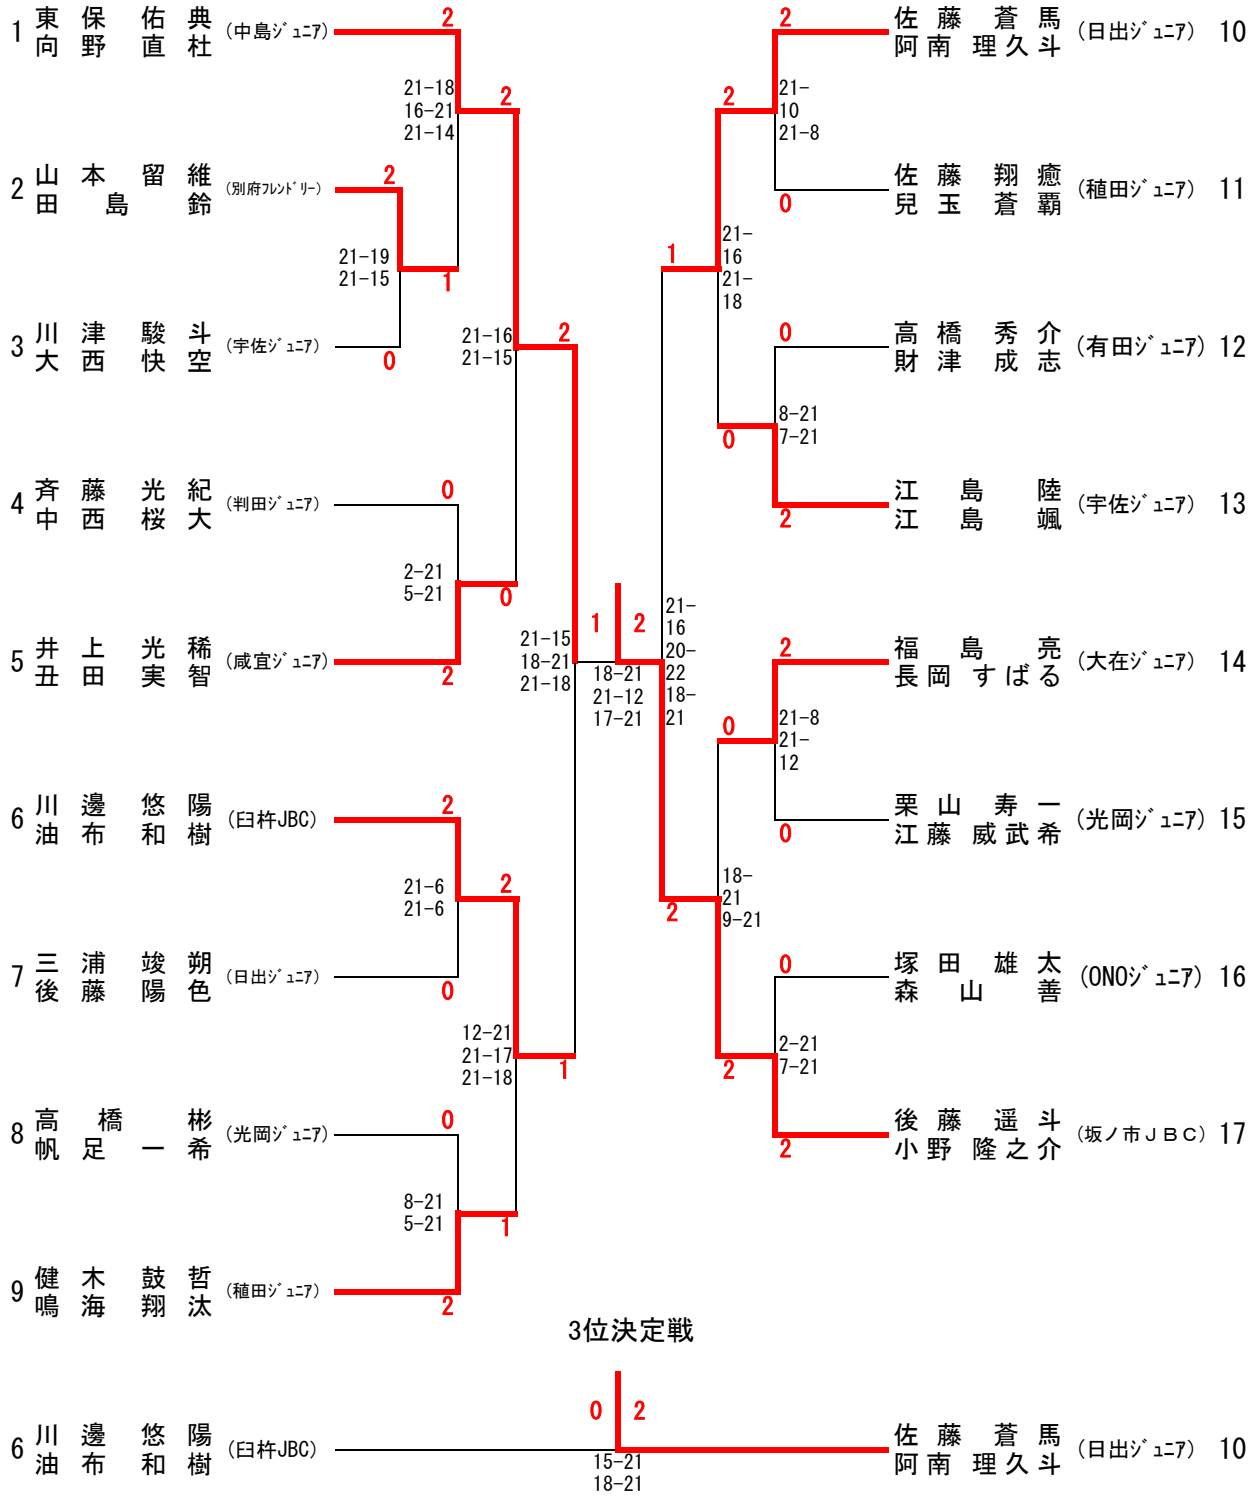 1 東保佑典 (中島ジュニア)
向野直杜
2
21-18
16-21
21-14
2
2 山本留維 (別府フレンドリー)
田島鈴
2
21-19
21-15
1
3 川津駿斗 (宇佐ジュニア)
大西快空
0
21-16
21-15
2
4 斉藤光紀 (判田ジュニア)
中西桜大
0
2-21
5-21
0
5 井上光稀 (咸宜ジュニア)
丑田実智
2
21-15
18-21
21-18
6 川邊悠陽 (臼杵JBC)
油布和樹
2
21-6
21-6
2
7 三浦竣朔 (日出ジュニア)
後藤陽色
0
12-21
21-17
21-18
1
8 高橋彬 (光岡ジュニア)
帆足一希
0
8-21
5-21
1
9 健木鼓哲 (稙田ジュニア)
鳴海翔汰
2
1 2
18-21
21-12
17-21
2
佐藤蒼馬 (日出ジュニア) 10
阿南理久斗
2
21-
10
21-8
佐藤翔癒 (稙田ジュニア) 11
兒玉蒼覇
0
1
21-
16
21-
18
高橋秀介 (有田ジュニア) 12
財津成志
0
8-21
7-21
0
江島陸 (宇佐ジュニア) 13
江島颯
2
21-
16
20-
22
18-
21
福島亮 (大在ジュニア) 14
長岡すばる
2
0
21-8
21-
12
栗山寿一 (光岡ジュニア) 15
江藤威武希
0
2
18-
21
9-21
塚田雄太 (ONOジュニア) 16
森山善
0
2-21
7-21
2
後藤遥斗 (坂ノ市JBC) 17
小野隆之介
2
3位決定戦
6 川邊悠陽 (臼杵JBC)
油布和樹
0 2
15-21
18-21
佐藤蒼馬 (日出ジュニア) 10
阿南理久斗